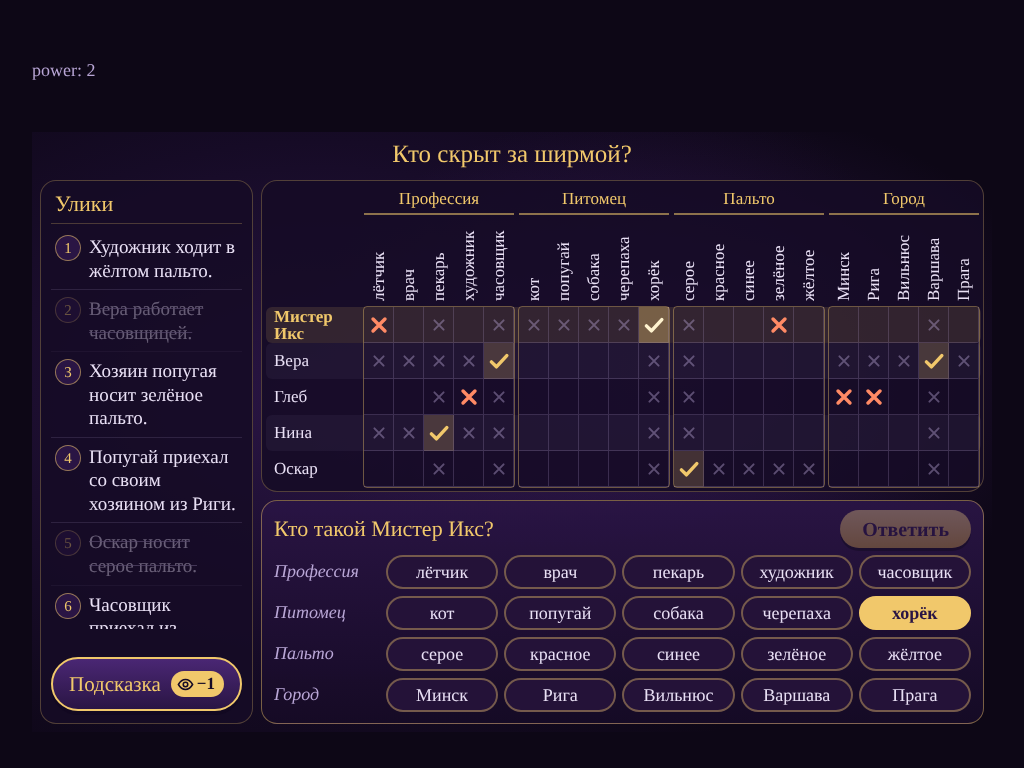 power: 2
Кто скрыт за ширмой?
Улики
1 Художник ходит в
жёлтом пальто.
2 Вера работает
часовщицей.
3 Хозяин попугая
носит зелёное
пальто.
4 Попугай приехал
со своим
хозяином из Риги.
5 Оскар носит
серое пальто.
6 Часовщик
приехал из
Подсказка −1
Профессия Питомец Пальто Город
лётчик врач пекарь художник часовщик кот попугай собака черепаха хорёк серое красное синее зелёное жёлтое Минск Рига Вильнюс Варшава Прага
Мистер
Икс
Вера
Глеб
Нина
Оскар
Кто такой Мистер Икс? Ответить
Профессия лётчик врач пекарь художник часовщик
Питомец кот попугай собака черепаха хорёк
Пальто серое красное синее зелёное жёлтое
Город Минск Рига Вильнюс Варшава Прага